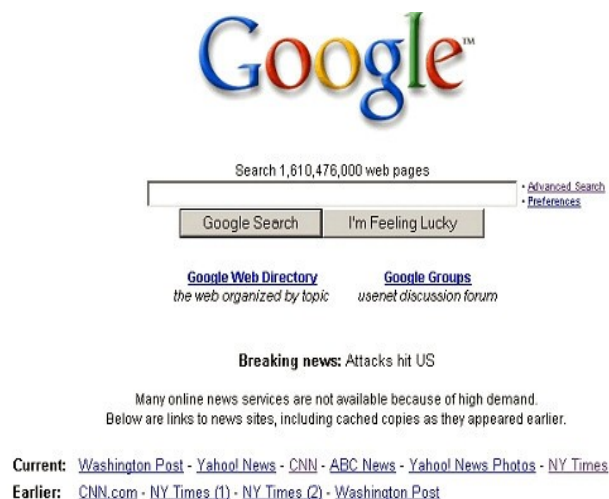 Google™
Search 1,610,476,000 web pages
• Advanced Search
• Preferences
Google Search I'm Feeling Lucky
Google Web Directory Google Groups
the web organized by topic usenet discussion forum
Breaking news: Attacks hit US
Many online news services are not available because of high demand.
Below are links to news sites, including cached copies as they appeared earlier.
Current: Washington Post - Yahoo! News - CNN - ABC News - Yahoo! News Photos - NY Times
Earlier: CNN.com - NY Times (1) - NY Times (2) - Washington Post